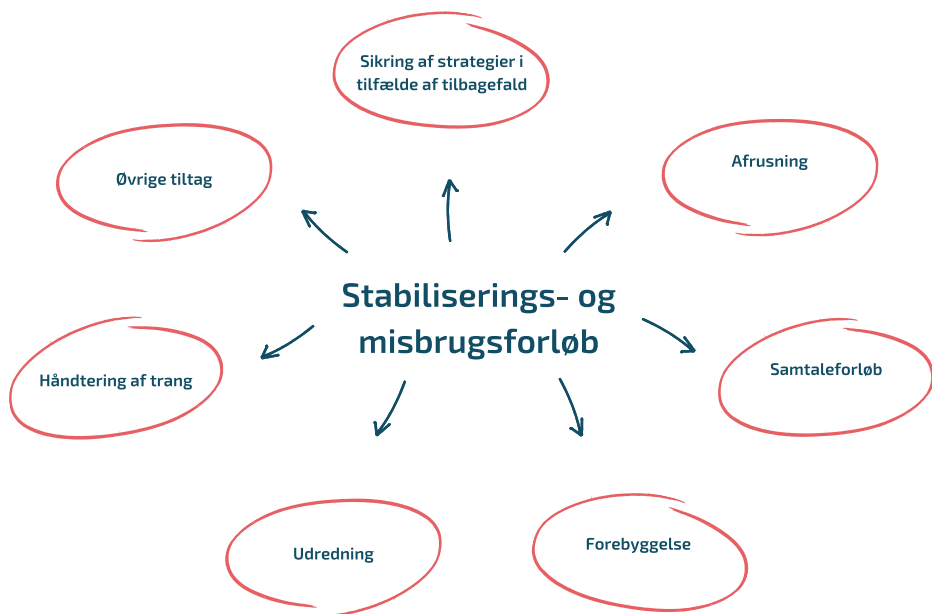 Sikring af strategier i
tilfælde af tilbagefald
Øvrige tiltag
Afrusning
Stabiliserings- og
misbrugsforløb
Håndtering af trang
Samtaleforløb
Udredning
Forebyggelse